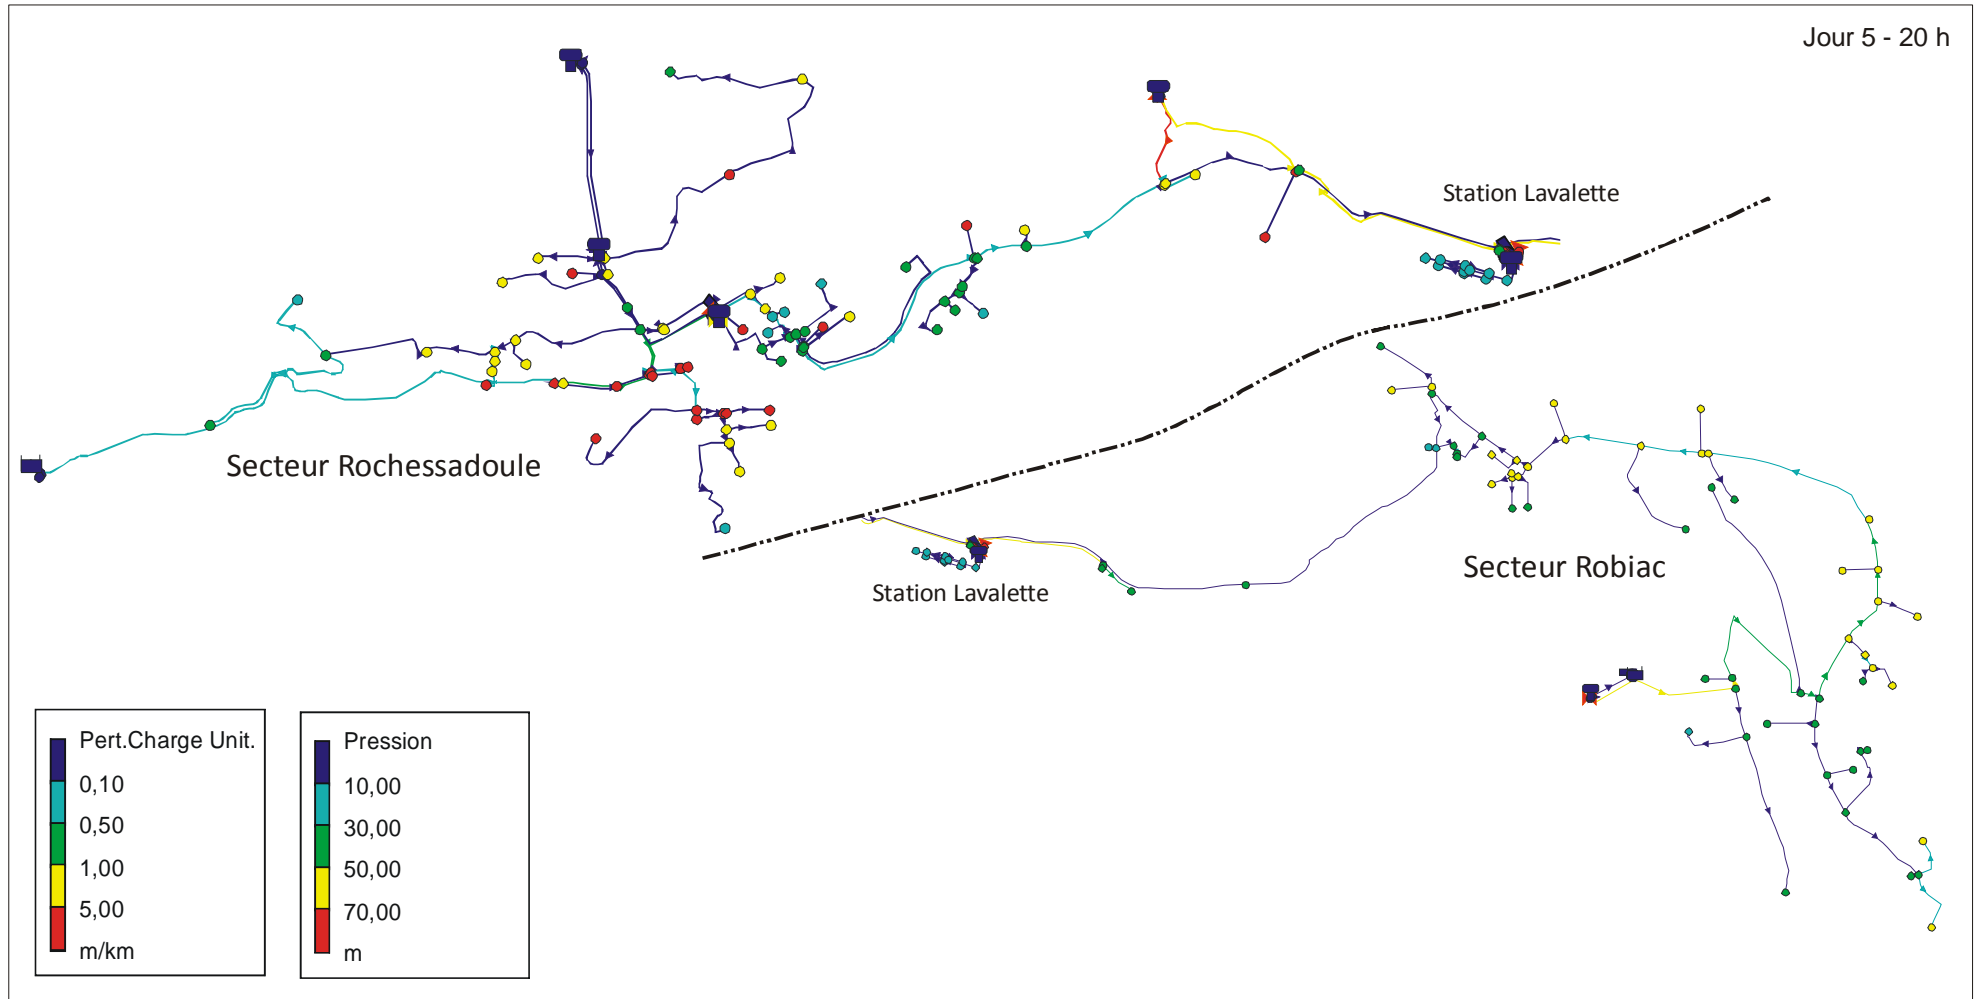 Jour 5 - 20 h
Station Lavalette
Secteur Rochessadoule
Secteur Robiac
Station Lavalette
Pert.Charge Unit.
0,10
0,50
1,00
5,00
m/km
Pression
10,00
30,00
50,00
70,00
m